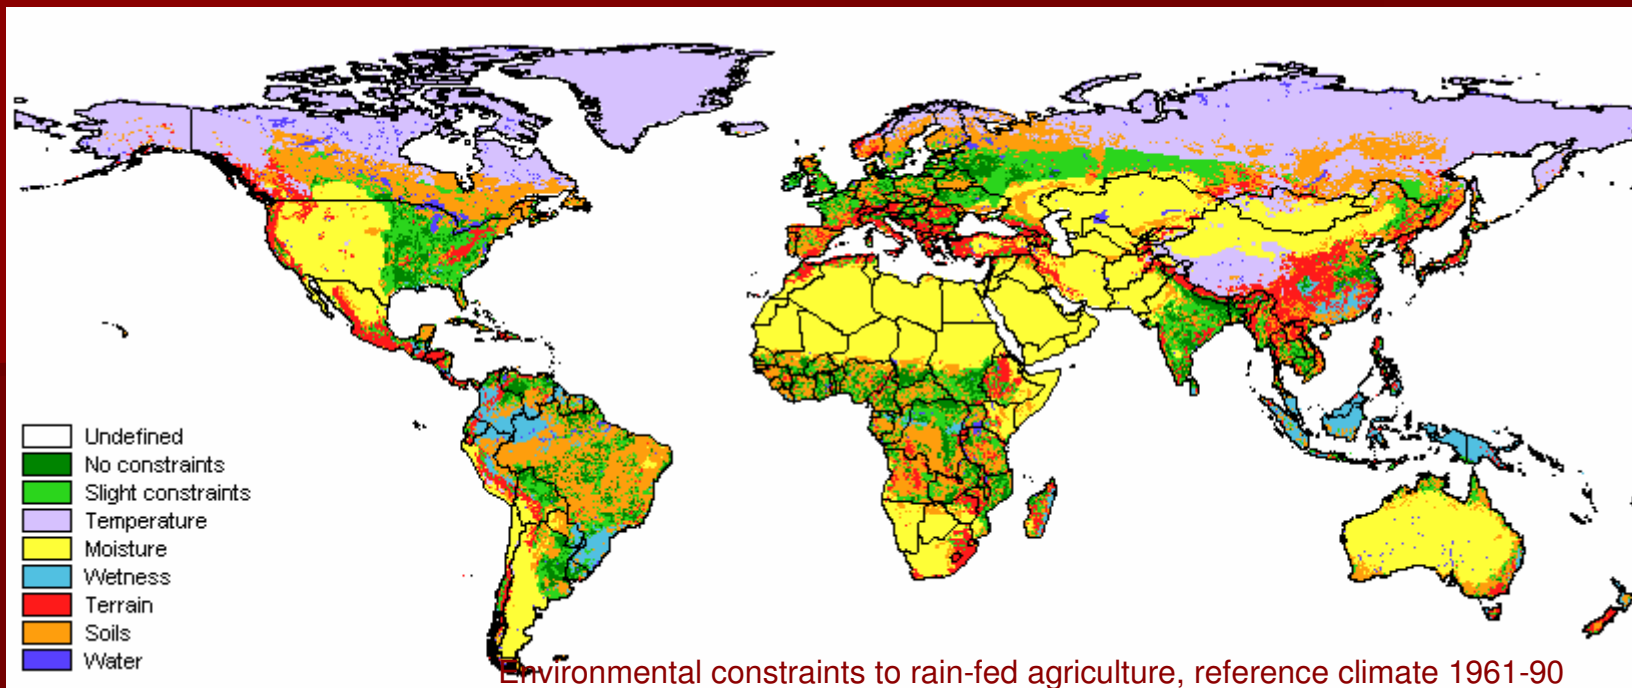 Undefined
No constraints
Slight constraints
Temperature
Moisture
Wetness
Terrain
Soils
Water
Environmental constraints to rain-fed agriculture, reference climate 1961-90